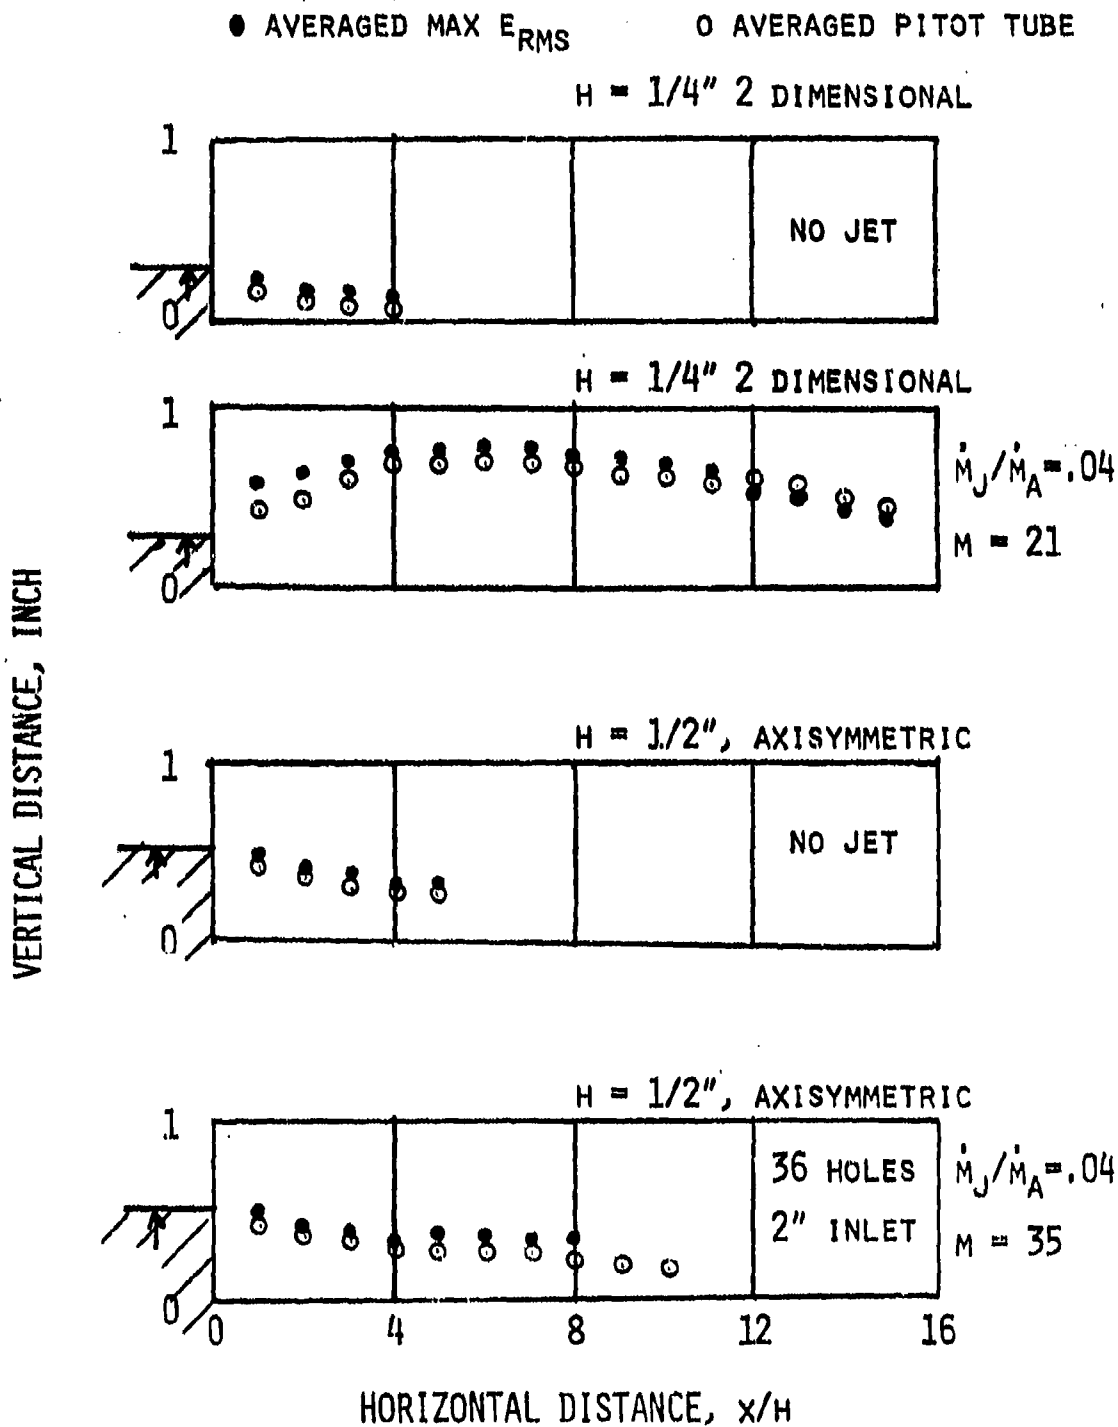 ● AVERAGED MAX E_RMS O AVERAGED PITOT TUBE
H = 1/4" 2 DIMENSIONAL
1
NO JET
0
H = 1/4" 2 DIMENSIONAL
1
Ṁ_J/Ṁ_A=.04
M = 21
0
VERTICAL DISTANCE, INCH
H = 1/2", AXISYMMETRIC
1
NO JET
0
H = 1/2", AXISYMMETRIC
1
36 HOLES Ṁ_J/Ṁ_A=.04
2" INLET M = 35
0
0 4 8 12 16
HORIZONTAL DISTANCE, X/H